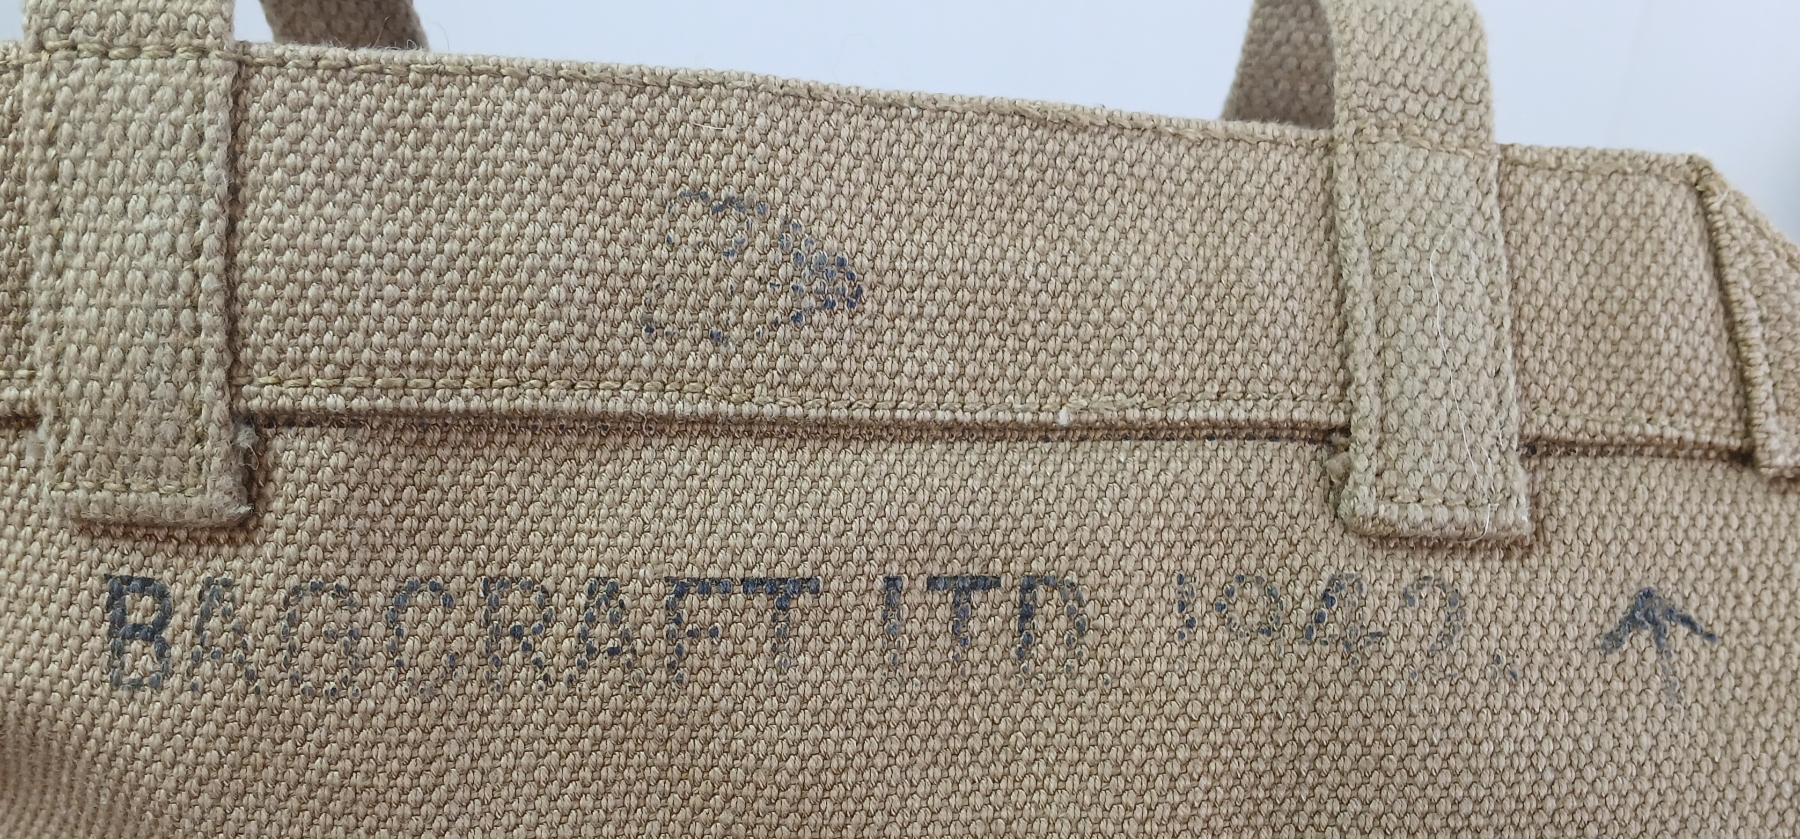 BAGCRAFT LTD 1942.